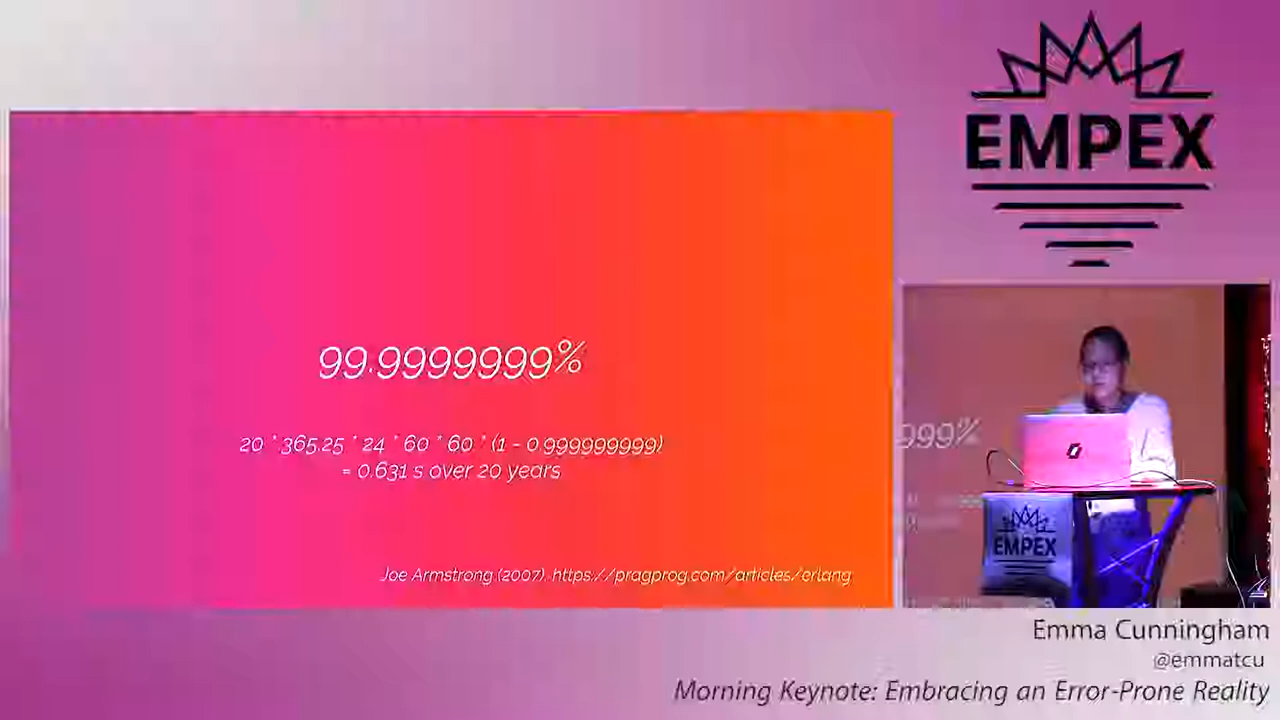 99.9999999%
20 * 365.25 * 24 * 60 * 60 * (1 - 0.999999999)
= 0.631 s over 20 years
Joe Armstrong (2007). https://pragprog.com/articles/erlang
EMPEX
999%
EMPEX
Emma Cunningham
@emmatcu
Morning Keynote: Embracing an Error-Prone Reality